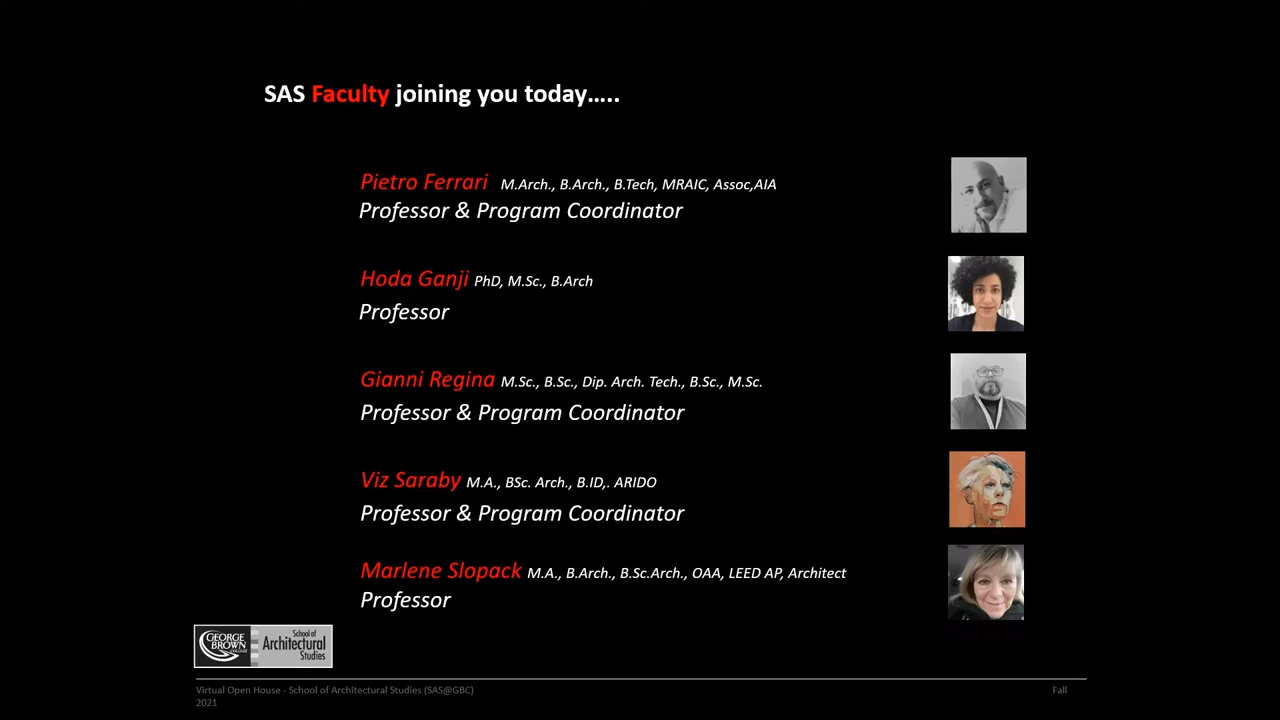 SAS Faculty joining you today…..
Pietro Ferrari M.Arch., B.Arch., B.Tech, MRAIC, Assoc,AIA
Professor & Program Coordinator
Hoda Ganji PhD, M.Sc., B.Arch
Professor
Gianni Regina M.Sc., B.Sc., Dip. Arch. Tech., B.Sc., M.Sc.
Professor & Program Coordinator
Viz Saraby M.A., BSc. Arch., B.ID,. ARIDO
Professor & Program Coordinator
Marlene Slopack M.A., B.Arch., B.Sc.Arch., OAA, LEED AP, Architect
Professor
GEORGE
BROWN
COLLEGE
School of
Architectural
Studies
Virtual Open House - School of Architectural Studies (SAS@GBC) Fall
2021